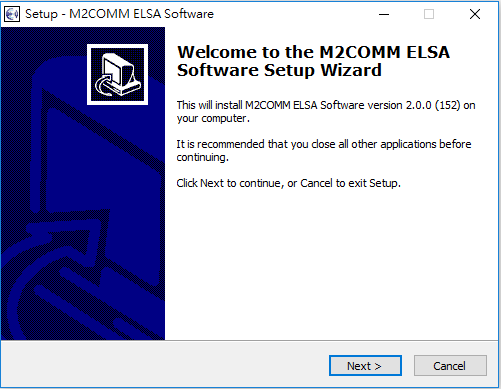 Setup - M2COMM ELSA Software
Welcome to the M2COMM ELSA
Software Setup Wizard
This will install M2COMM ELSA Software version 2.0.0 (152) on
your computer.
It is recommended that you close all other applications before
continuing.
Click Next to continue, or Cancel to exit Setup.
Next >
Cancel